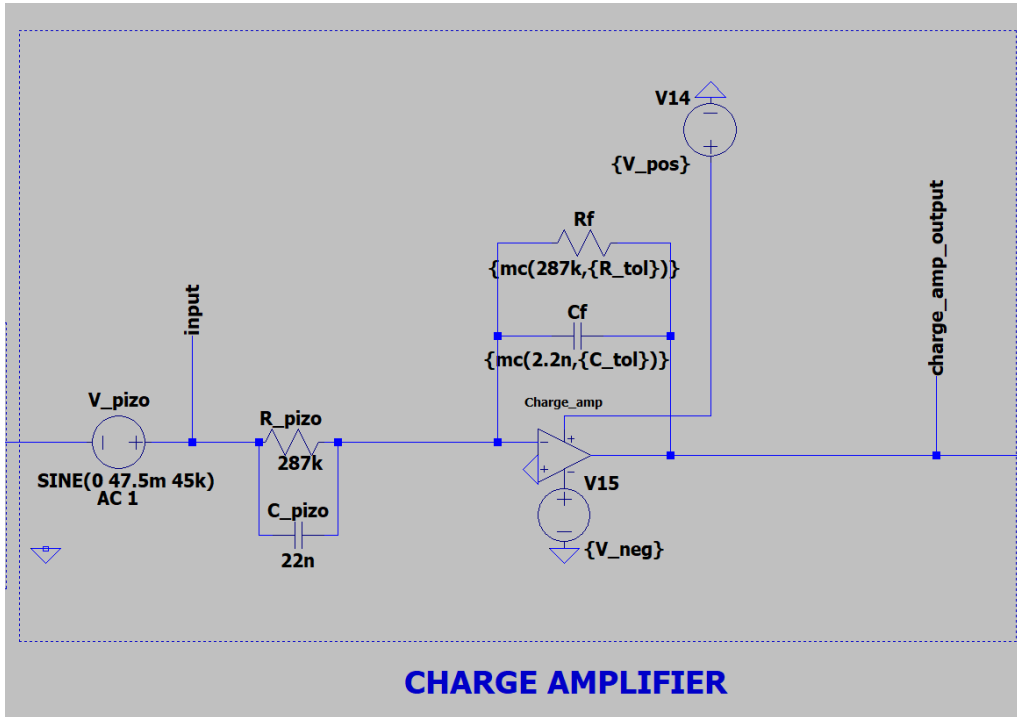 V14
{V_pos}
Rf
{mc(287k,{R_tol})}
Cf
{mc(2.2n,{C_tol})}
input
charge_amp_output
V_pizo
SINE(0 47.5m 45k)
AC 1
R_pizo
287k
C_pizo
22n
Charge_amp
V15
{V_neg}
CHARGE AMPLIFIER